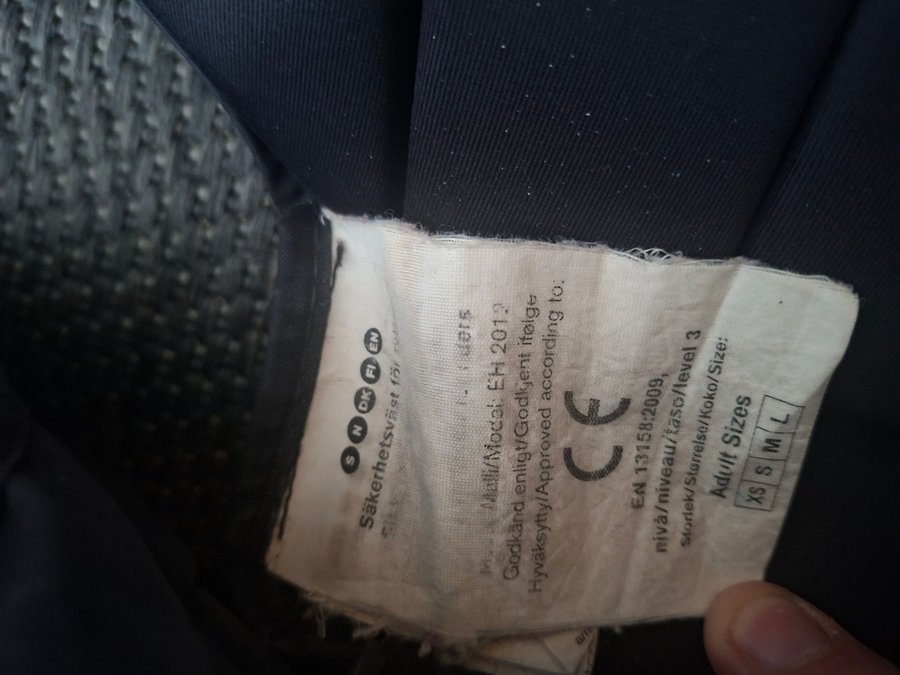 S N DK FI EN
Säkerhetsväst för
Malli/Model: EH 2012
Godkänd enligt/Godkjent ifølge
Hyväksytty/Approved according to.
CE
EN 13158:2009,
nivå/niveau/taso/level 3
Storlek/Størrelse/Koko/Size:
Adult Sizes
XS S M L